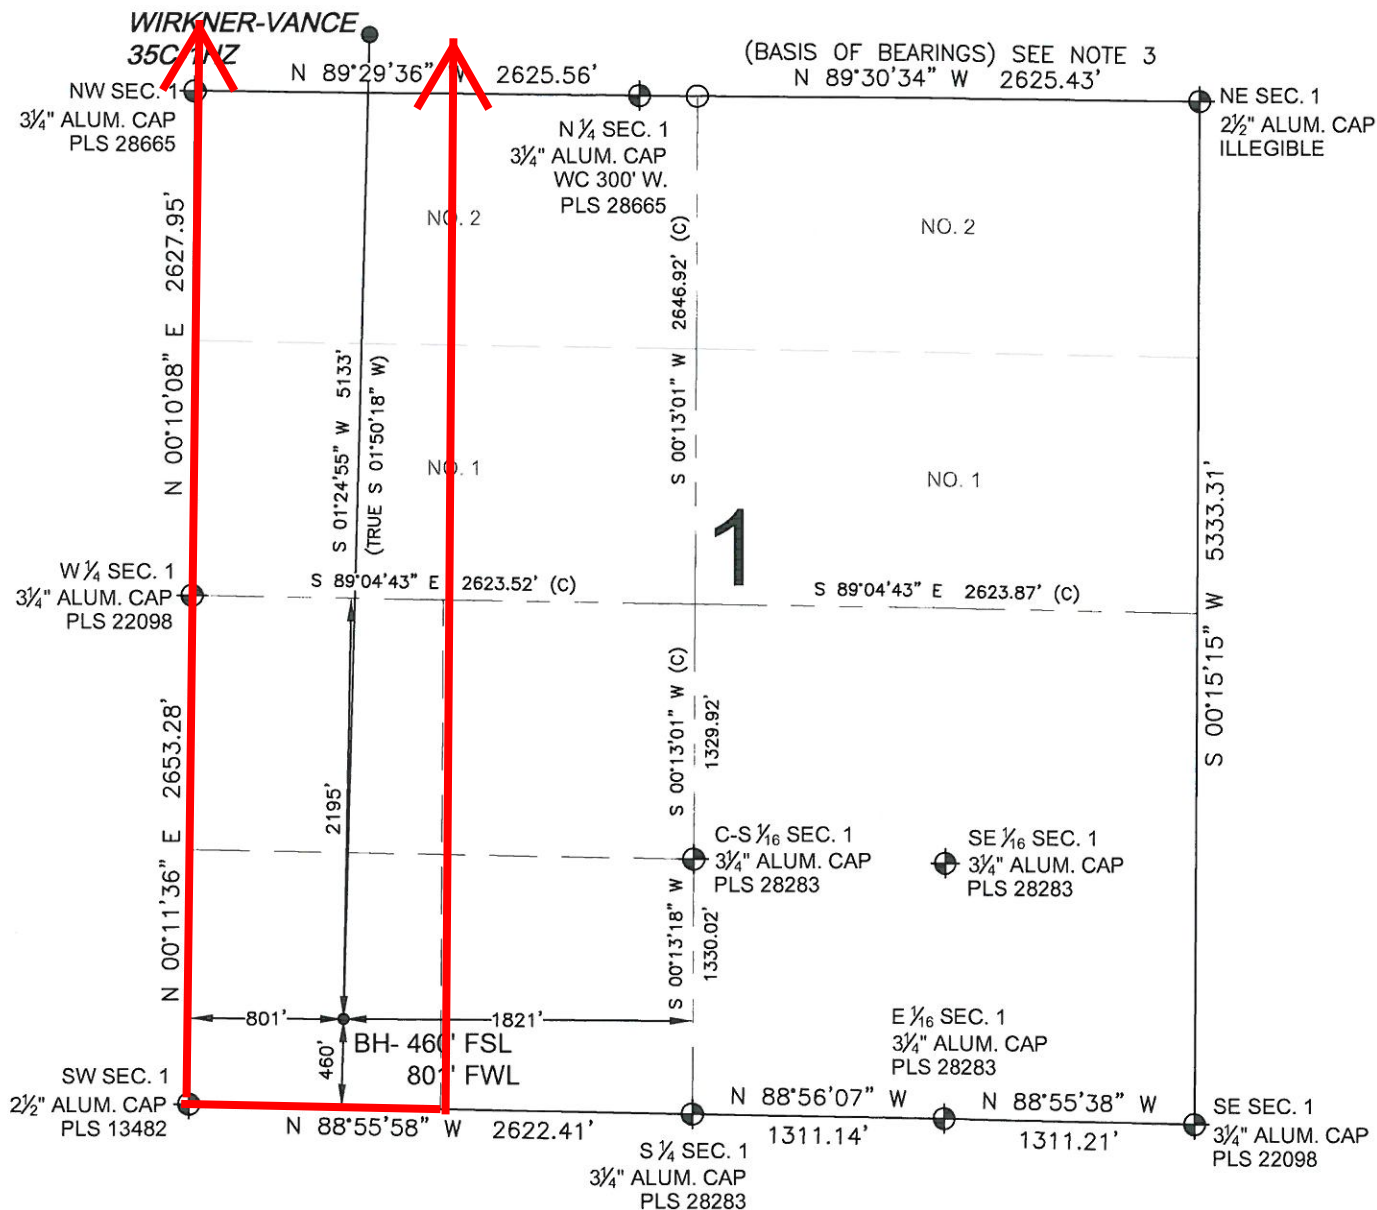 WIRKNER-VANCE
35C 1HZ
(BASIS OF BEARINGS) SEE NOTE 3
N 89°29'36" W 2625.56'
N 89°30'34" W 2625.43'
NW SEC. 1
3¼" ALUM. CAP
PLS 28665
N ¼ SEC. 1
3¼" ALUM. CAP
WC 300' W.
PLS 28665
NE SEC. 1
2½" ALUM. CAP
ILLEGIBLE
N 00°10'08" E 2627.95'
NO. 2
NO. 2
S 00°13'01" W 2646.92' (C)
S 01°24'55" W 5133'
(TRUE S 01°50'18" W)
NO. 1
NO. 1
1
S 00°15'15" W 5333.31'
W ¼ SEC. 1
3¼" ALUM. CAP
PLS 22098
S 89°04'43" E 2623.52' (C)
S 89°04'43" E 2623.87' (C)
N 00°11'36" E 2653.28'
2195'
S 00°13'01" W (C)
1329.92'
C-S 1⁄16 SEC. 1
3¼" ALUM. CAP
PLS 28283
SE 1⁄16 SEC. 1
3¼" ALUM. CAP
PLS 28283
S 00°13'18" W
1330.02'
801'
1821'
460'
BH- 460' FSL
801' FWL
E 1⁄16 SEC. 1
3¼" ALUM. CAP
PLS 28283
SW SEC. 1
2½" ALUM. CAP
PLS 13482
N 88°55'58" W 2622.41'
S ¼ SEC. 1
3¼" ALUM. CAP
PLS 28283
N 88°56'07" W
1311.14'
N 88°55'38" W
1311.21'
SE SEC. 1
3¼" ALUM. CAP
PLS 22098